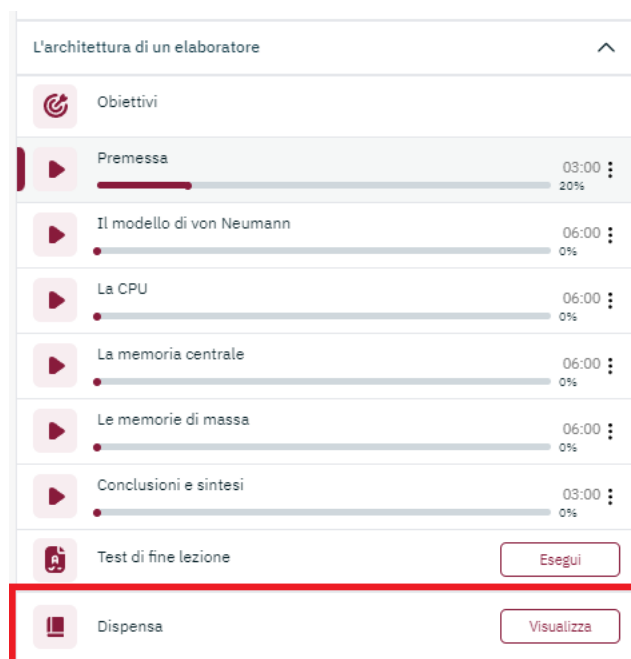 L'architettura di un elaboratore
Obiettivi
Premessa
03:00
20%
Il modello di von Neumann
06:00
0%
La CPU
06:00
0%
La memoria centrale
06:00
0%
Le memorie di massa
06:00
0%
Conclusioni e sintesi
03:00
0%
Test di fine lezione
Esegui
Dispensa
Visualizza